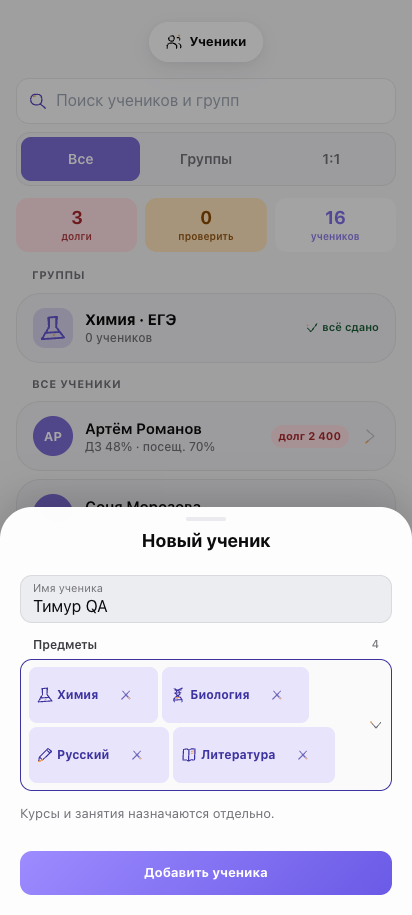 Ученики
Поиск учеников и групп
Все Группы 1:1
3 0 16
долги проверить учеников
ГРУППЫ
Химия · ЕГЭ
0 учеников
всё сдано
ВСЕ УЧЕНИКИ
АР
Артём Романов
ДЗ 48% · посещ. 70%
долг 2 400
Соня Морозова
Новый ученик
Имя ученика
Тимур QA
Предметы 4
Химия Биология
Русский Литература
Курсы и занятия назначаются отдельно.
Добавить ученика